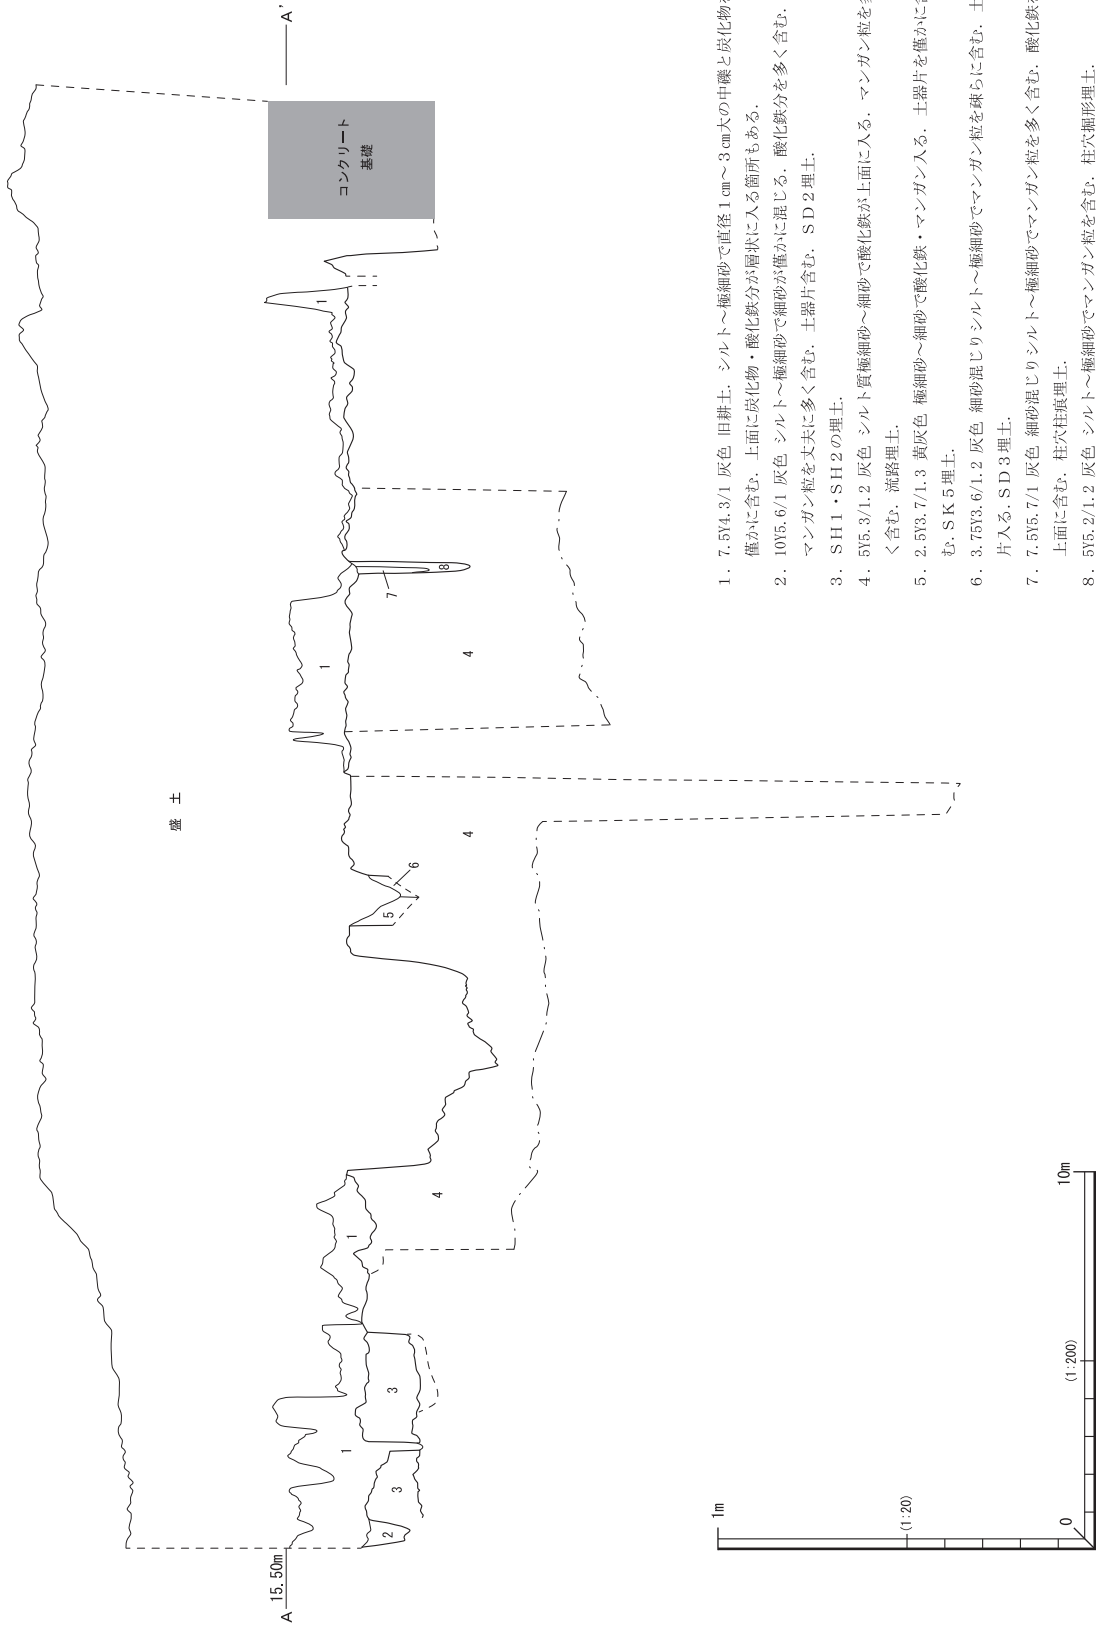 A
15.50m
A'
盛 土
コンクリート
基礎
1
1
1
1
2
3
3
4
4
4
5
6
7
8
1．7.5Y4.3/1 灰色 旧耕土．シルト～極細砂で直径1㎝～3㎝大の中礫と炭化物を
僅かに含む．上面に炭化物・酸化鉄分が層状に入る箇所もある．
2．10Y5.6/1 灰色 シルト～極細砂で細砂が僅かに混じる．酸化鉄分を多く含む．
マンガン粒を丈夫に多く含む．土器片含む．SD2埋土．
3．SH1・SH2の埋土．
4．5Y5.3/1.2 灰色 シルト質極細砂～細砂で酸化鉄が上面に入る．マンガン粒を多
く含む．流路埋土．
5．2.5Y3.7/1.3 黄灰色 極細砂～細砂で酸化鉄・マンガン入る．土器片を僅かに含
む．SK5埋土．
6．3.75Y3.6/1.2 灰色 細砂混じりシルト～極細砂でマンガン粒を疎らに含む．土
片入る．SD3埋土．
7．7.5Y5.7/1 灰色 細砂混じりシルト～極細砂でマンガン粒を多く含む．酸化鉄を
上面に含む．柱穴柱痕埋土．
8．5Y5.2/1.2 灰色 シルト～極細砂でマンガン粒を含む．柱穴掘形埋土．
1m
(1:20)
0
(1:200)
10m